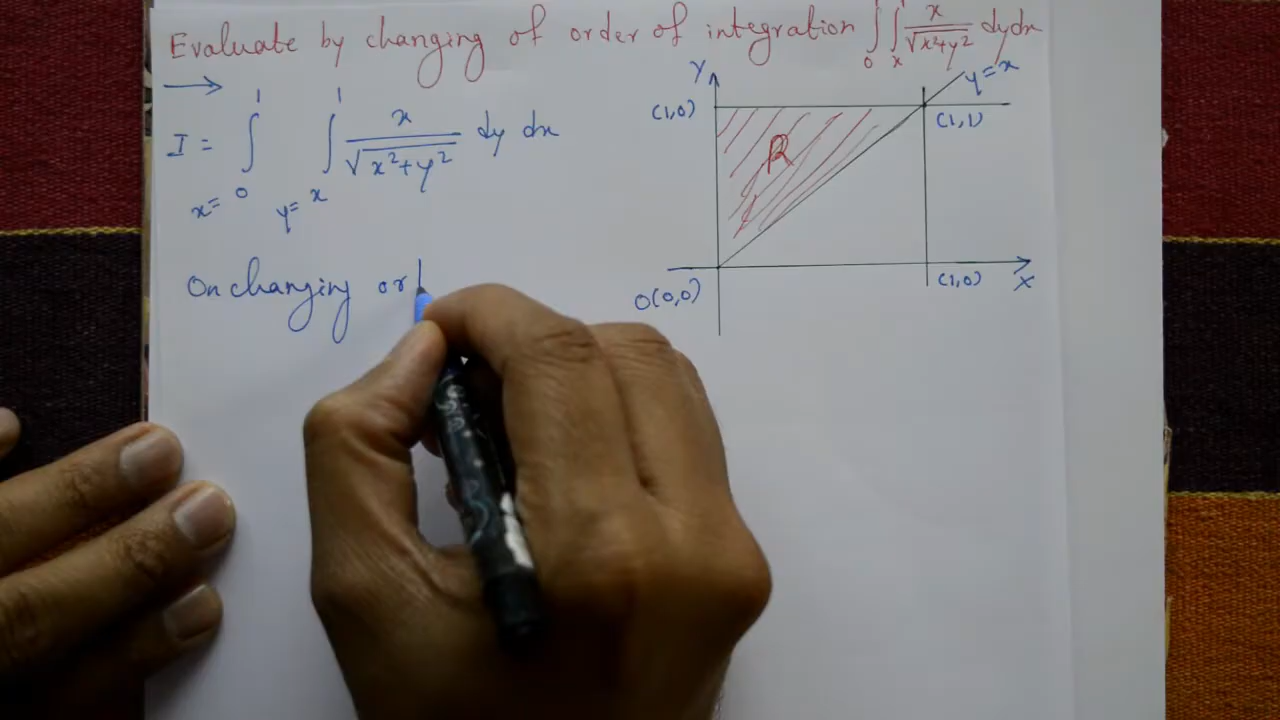 Evaluate by changing of order of integration ∫₀¹ ∫ₓ¹ x/√(x²+y²) dy dx
→
I = ∫_{x=0}^{1} ∫_{y=x}^{1} x/√(x²+y²) dy dx
On changing or
Y
y=x
(1,0)
(1,1)
R
(1,0)
X
O(0,0)